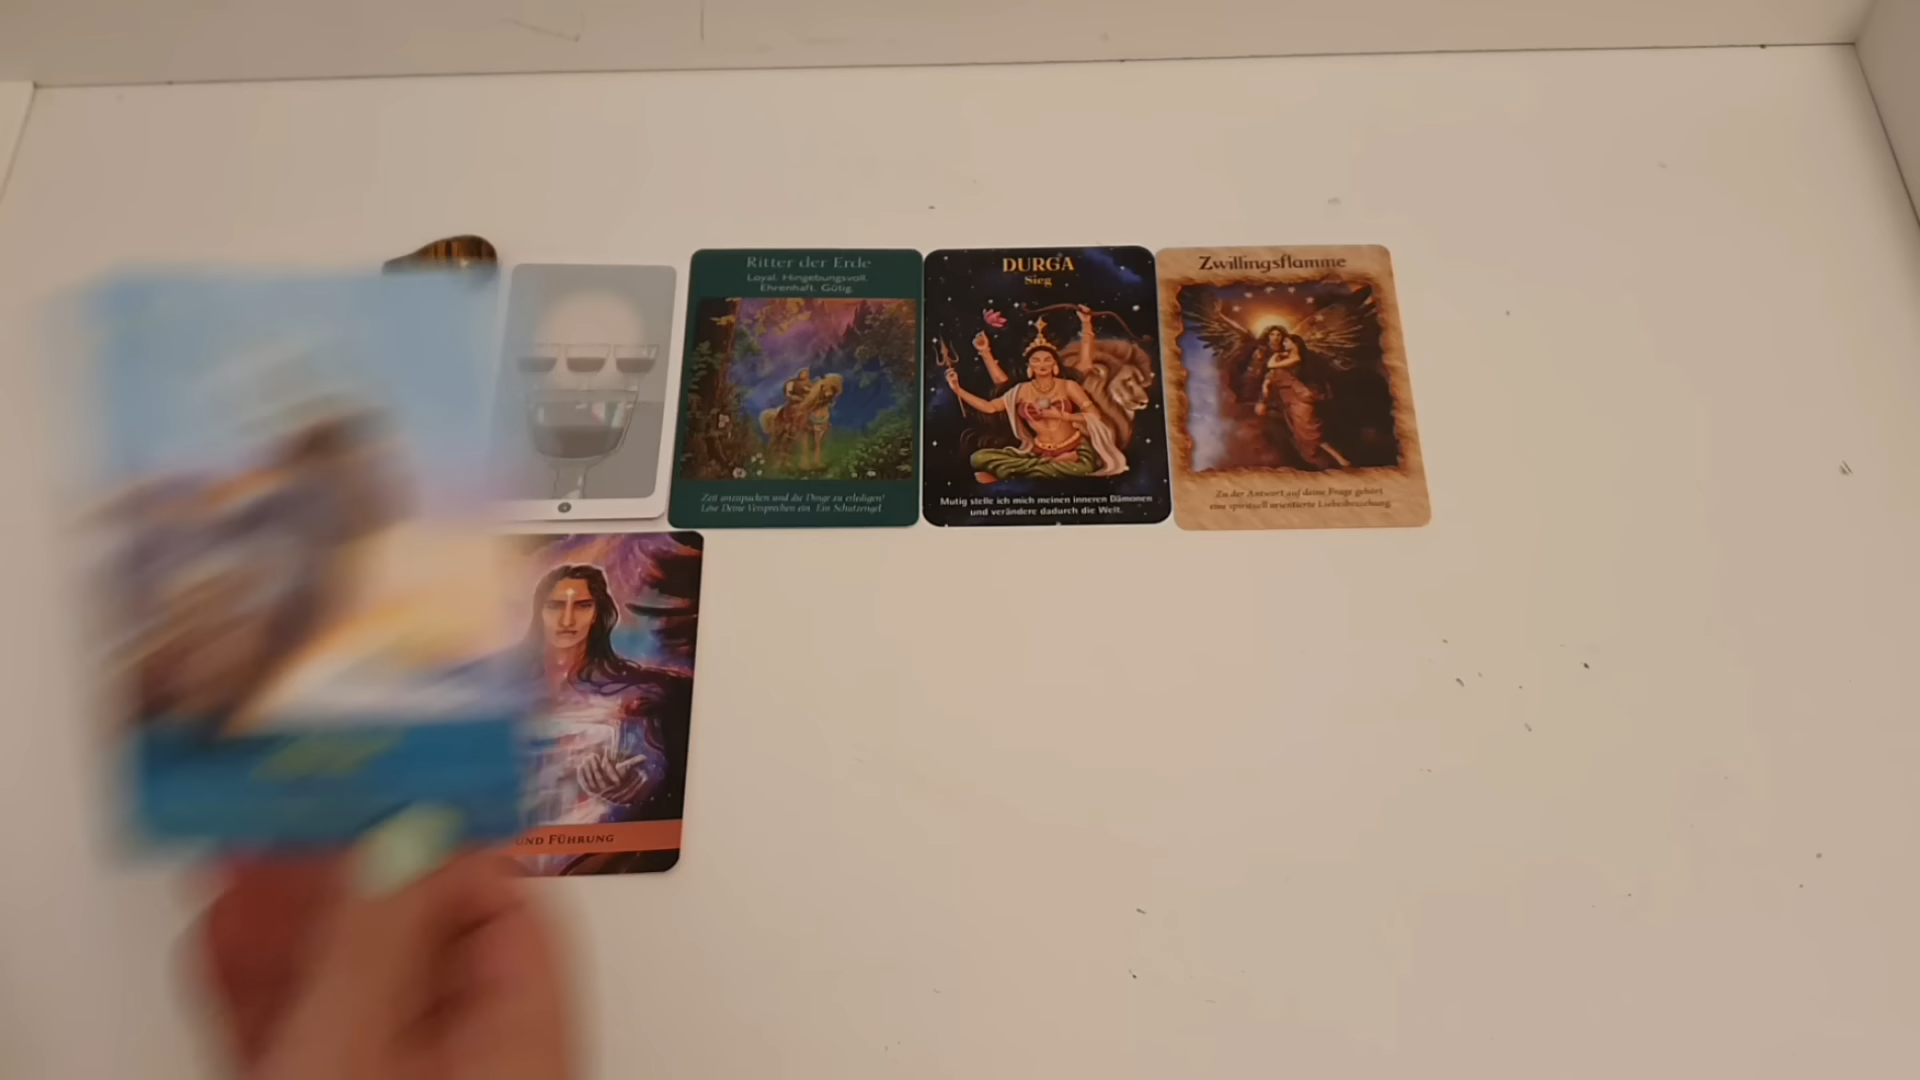 Ritter der Erde
Loyal. Hingebungsvoll.
Ehrenhaft. Gütig.
Zeit anzupacken und die Dinge zu erledigen!
Löse Deine Versprechen ein. Ein Schutzengel
DURGA
Sieg
Mutig stelle ich mich meinen inneren Dämonen
und verändere dadurch die Welt.
Zwillingsflamme
Zu der Antwort auf deine Frage gehört
eine spirituell orientierte Liebesbeziehung.
UND FÜHRUNG